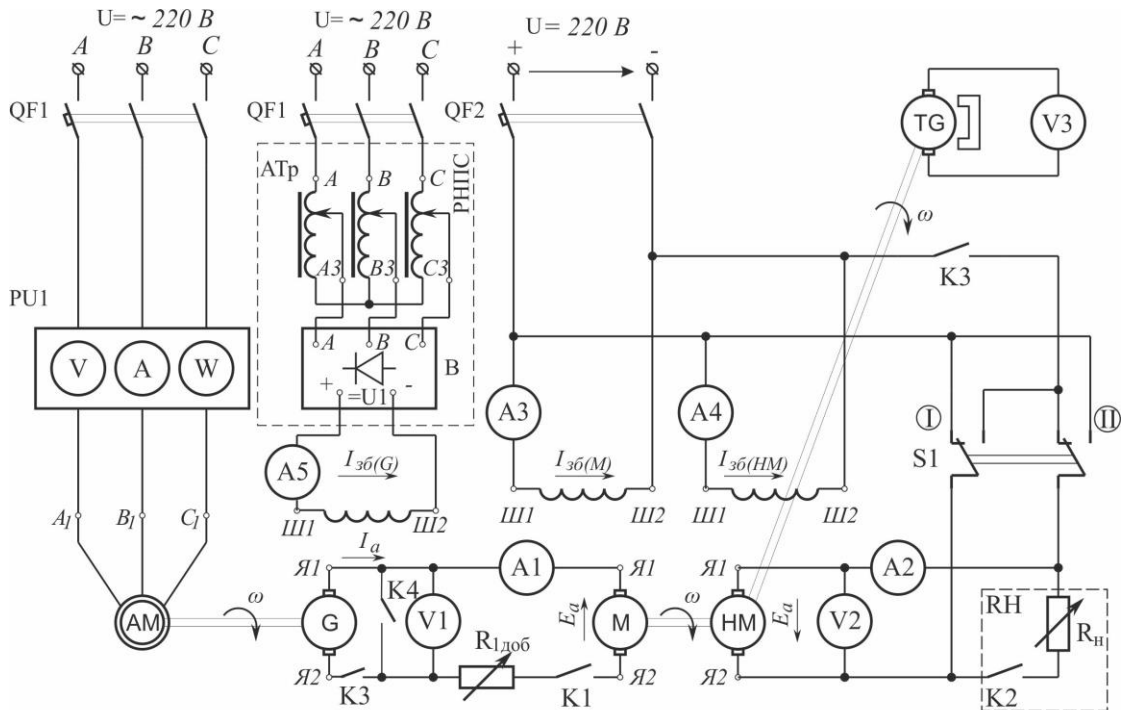 U= ~ 220 В
U= ~ 220 В
U= 220 В
A B C
A B C
+ -
QF1
QF1
QF2
TG
V3
АТр
РНПС
A B C
ω
A3 B3 C3
K3
PU1
V A W
A B C
+ =U1 -
В
A3
A4
I
II
S1
A5
Iзб(G)
Iзб(М)
Iзб(НМ)
Ш1 Ш2
Ш1 Ш2
Ш1 Ш2
A1 B1 C1
Ia
Я1
A1
Я1
Я1
A2
K4
RH
AM
ω
G
V1
Ea
M
ω
HM
Ea
V2
Rн
R1доб
Я2
K3
K1
Я2
Я2
K2